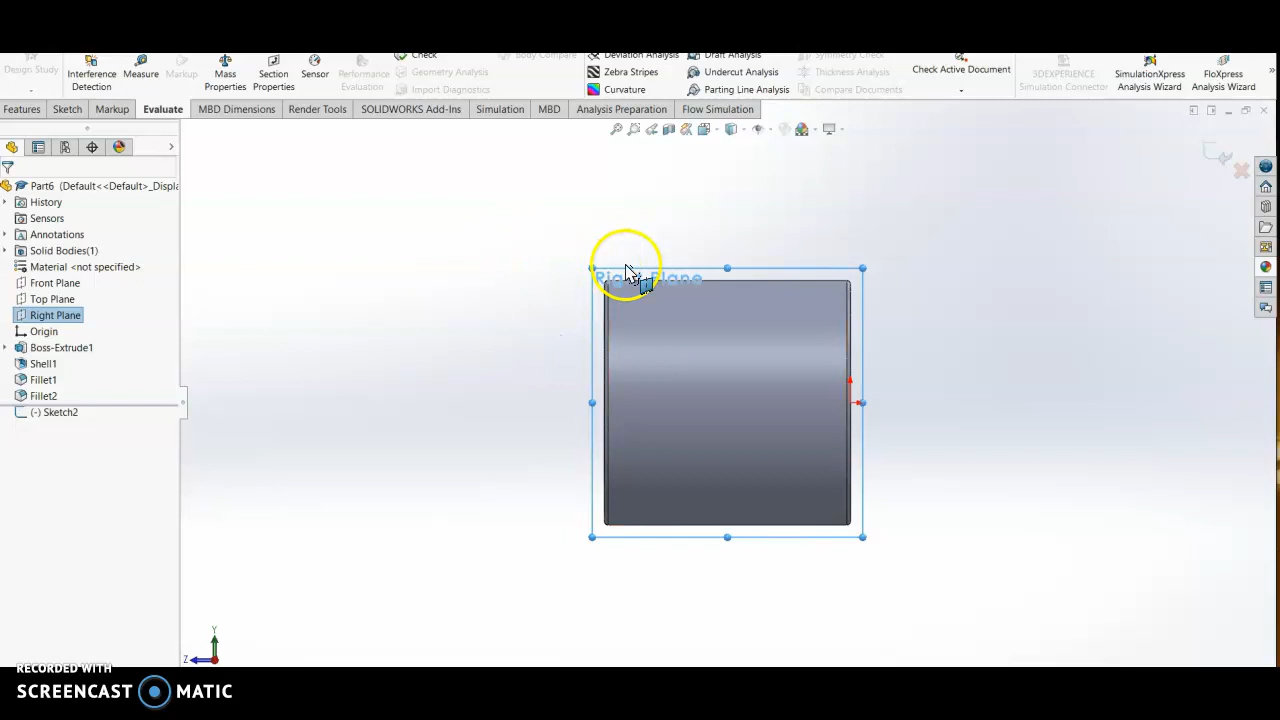 Check
Body Compare
Deviation Analysis
Draft Analysis
Symmetry Check
Design Study
Interference Detection
Measure
Markup
Mass Properties
Section Properties
Sensor
Performance Evaluation
Geometry Analysis
Import Diagnostics
Zebra Stripes
Curvature
Undercut Analysis
Parting Line Analysis
Thickness Analysis
Compare Documents
Check Active Document
3DEXPERIENCE Simulation Connector
SimulationXpress Analysis Wizard
FloXpress Analysis Wizard
Features Sketch Markup Evaluate MBD Dimensions Render Tools SOLIDWORKS Add-Ins Simulation MBD Analysis Preparation Flow Simulation
Part6 (Default<<Default>_Displa
History
Sensors
Annotations
Solid Bodies(1)
Material <not specified>
Front Plane
Top Plane
Right Plane
Origin
Boss-Extrude1
Shell1
Fillet1
Fillet2
(-) Sketch2
Right Plane
Y
Z
RECORDED WITH
SCREENCAST MATIC